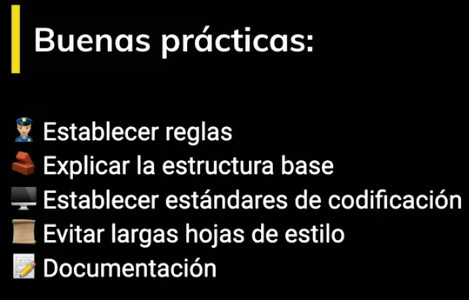 Buenas prácticas:
Establecer reglas
Explicar la estructura base
Establecer estándares de codificación
Evitar largas hojas de estilo
Documentación